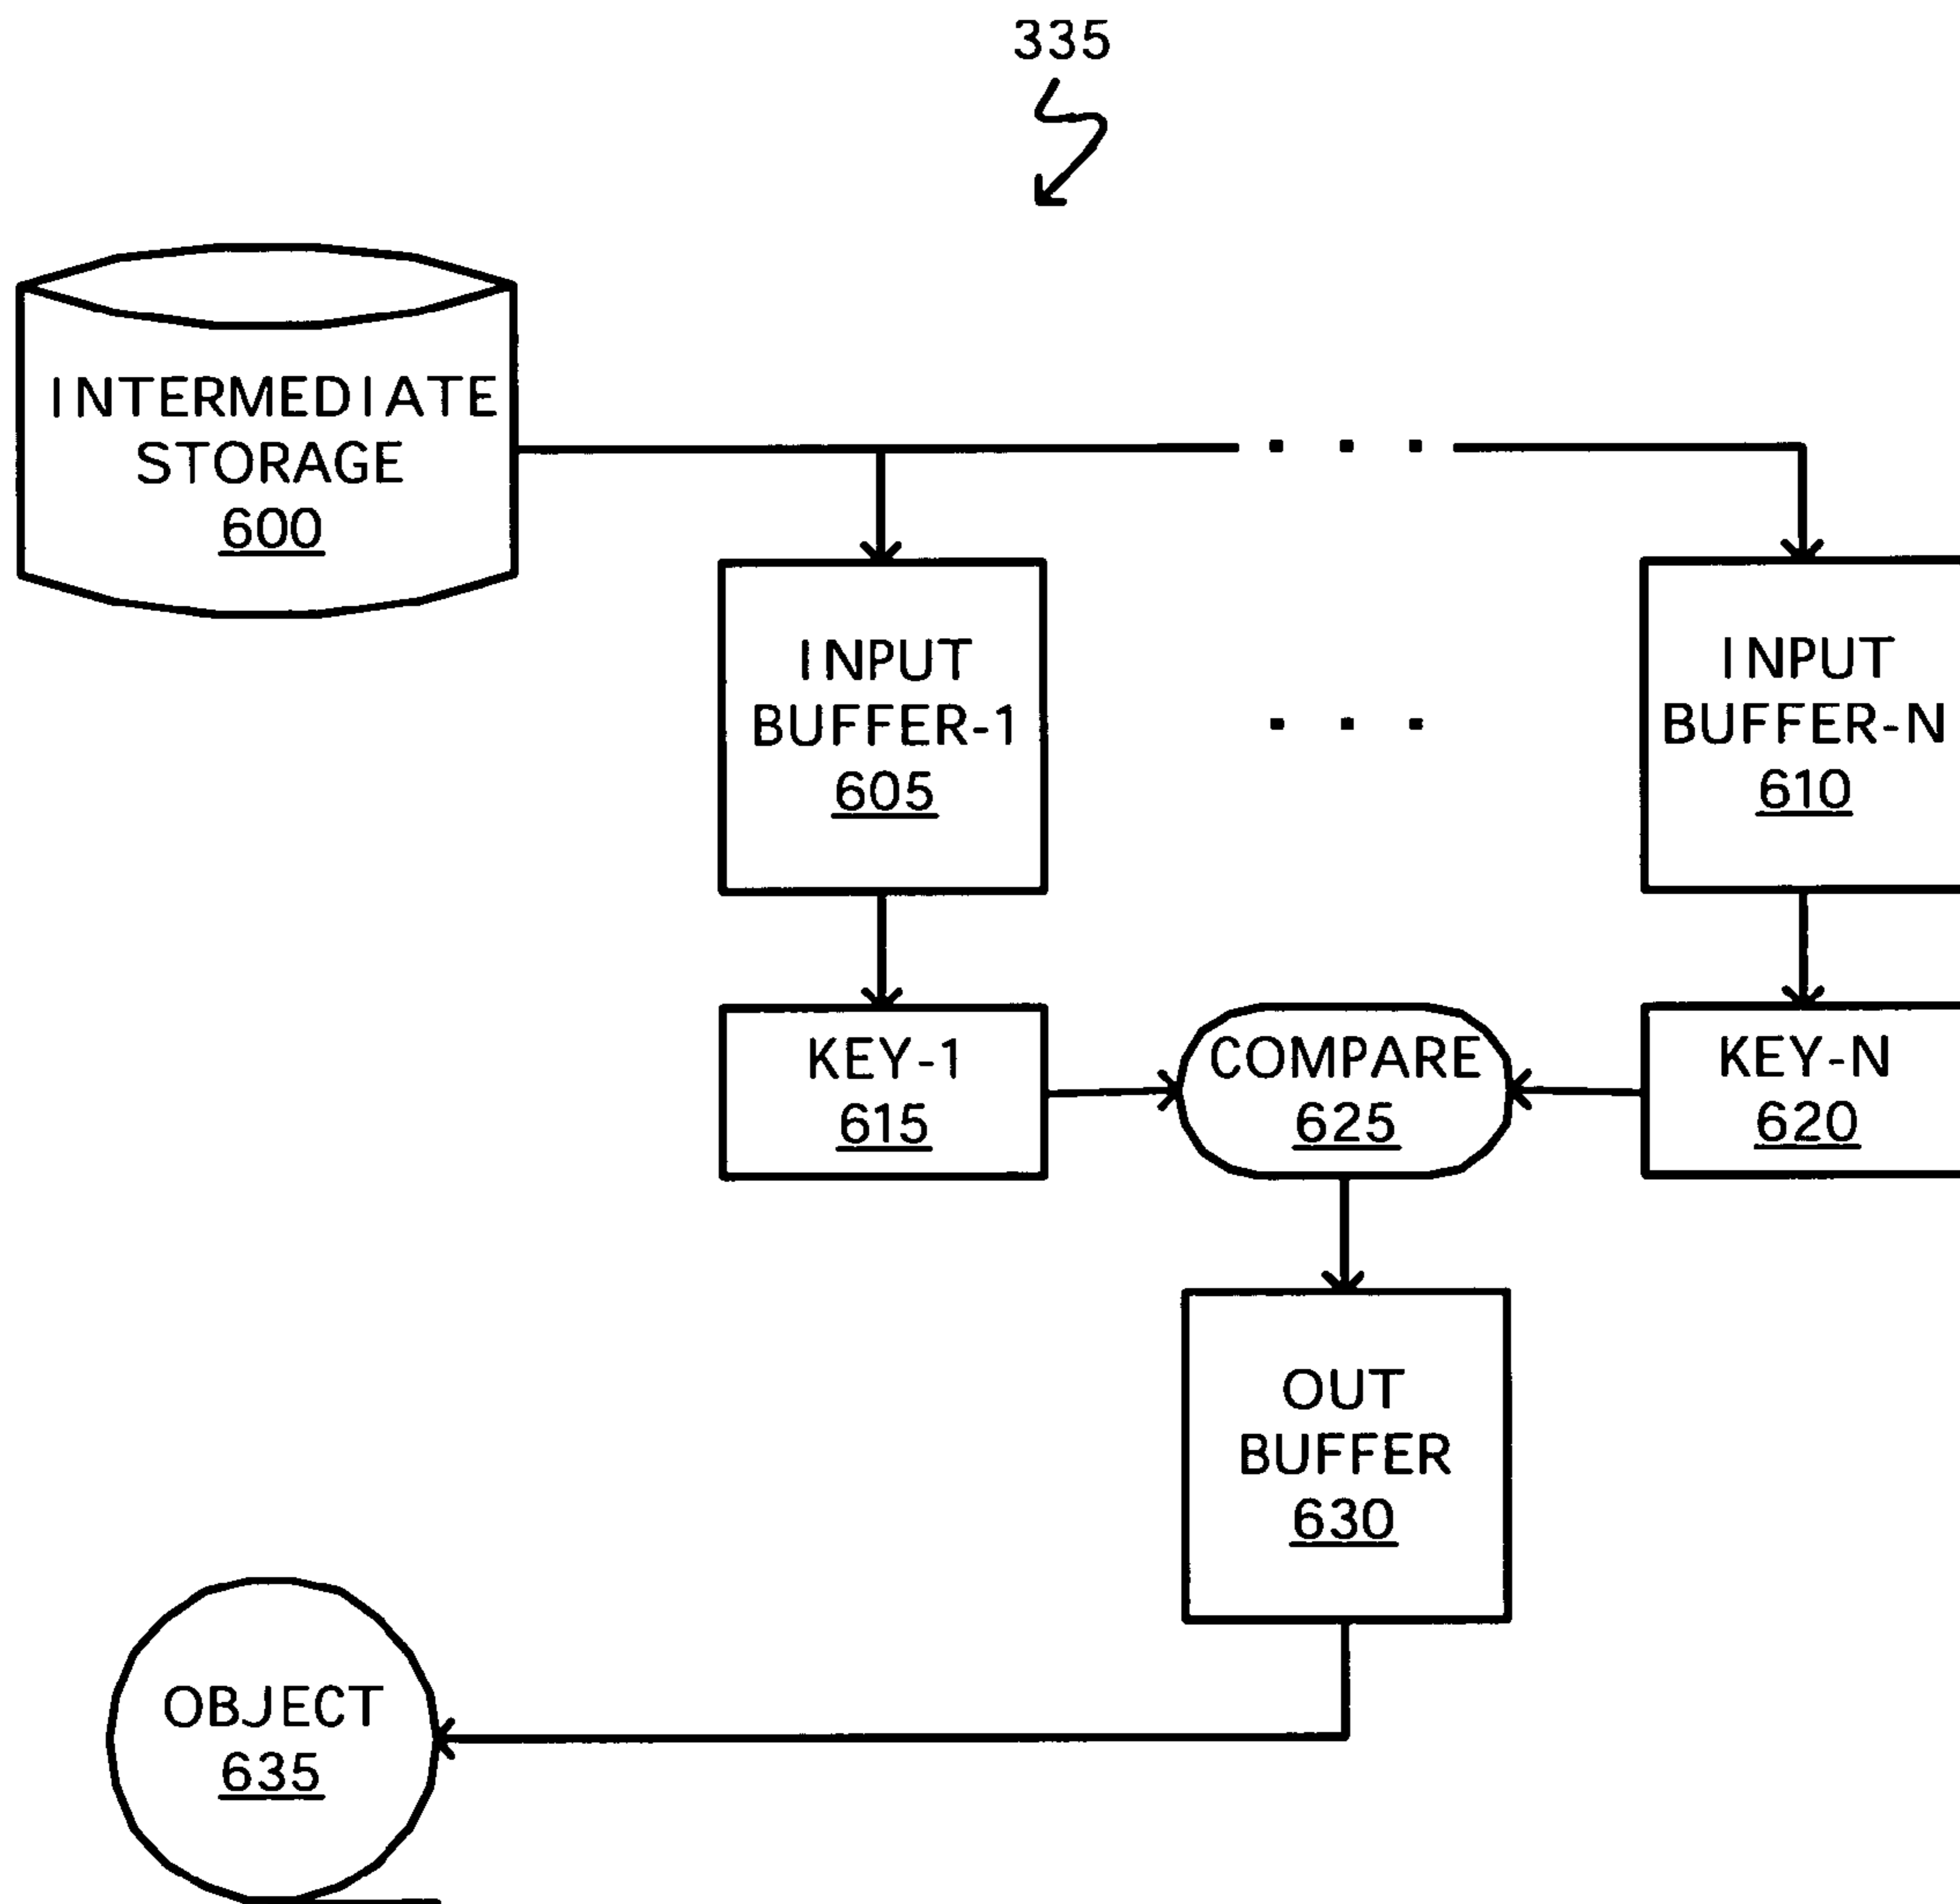 335
INTERMEDIATE
STORAGE
600
INPUT
BUFFER-1
605
INPUT
BUFFER-N
610
KEY-1
615
COMPARE
625
KEY-N
620
OUT
BUFFER
630
OBJECT
635